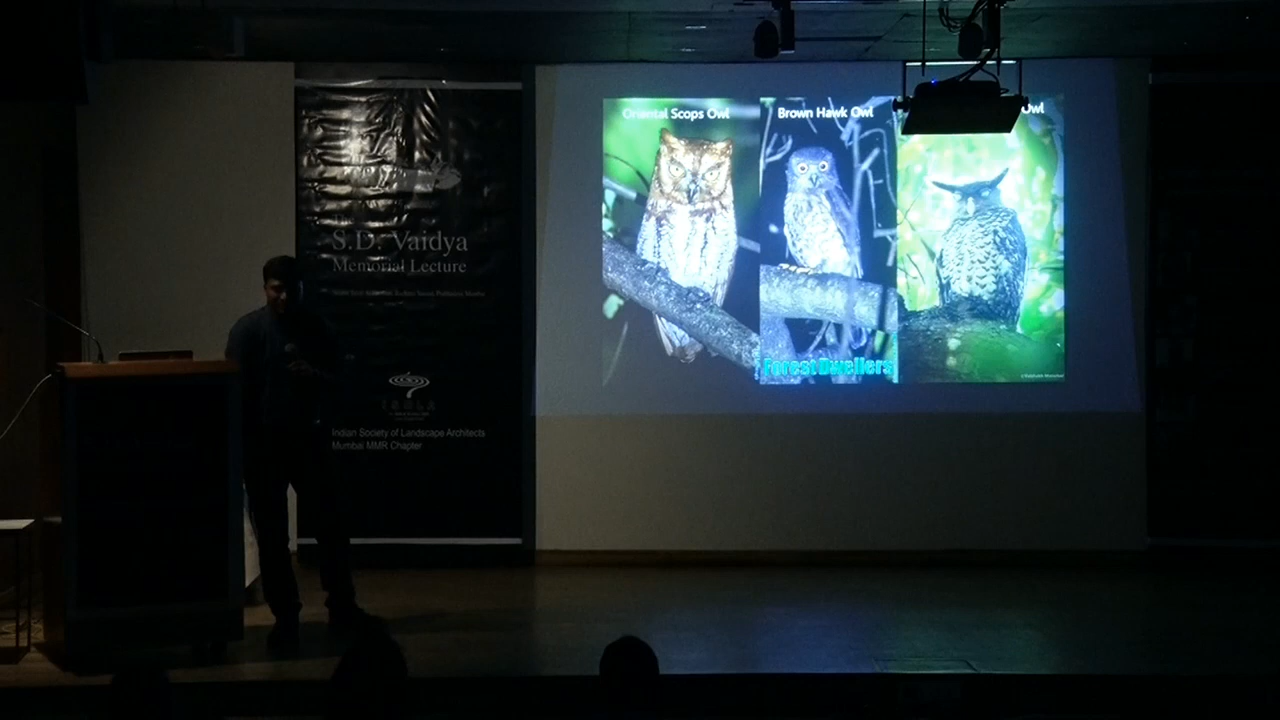 Oriental Scops Owl
Brown Hawk Owl
Owl
Forest Dwellers
S.D. Vaidya
Memorial Lecture
Indian Society of Landscape Architects
Mumbai MMR Chapter